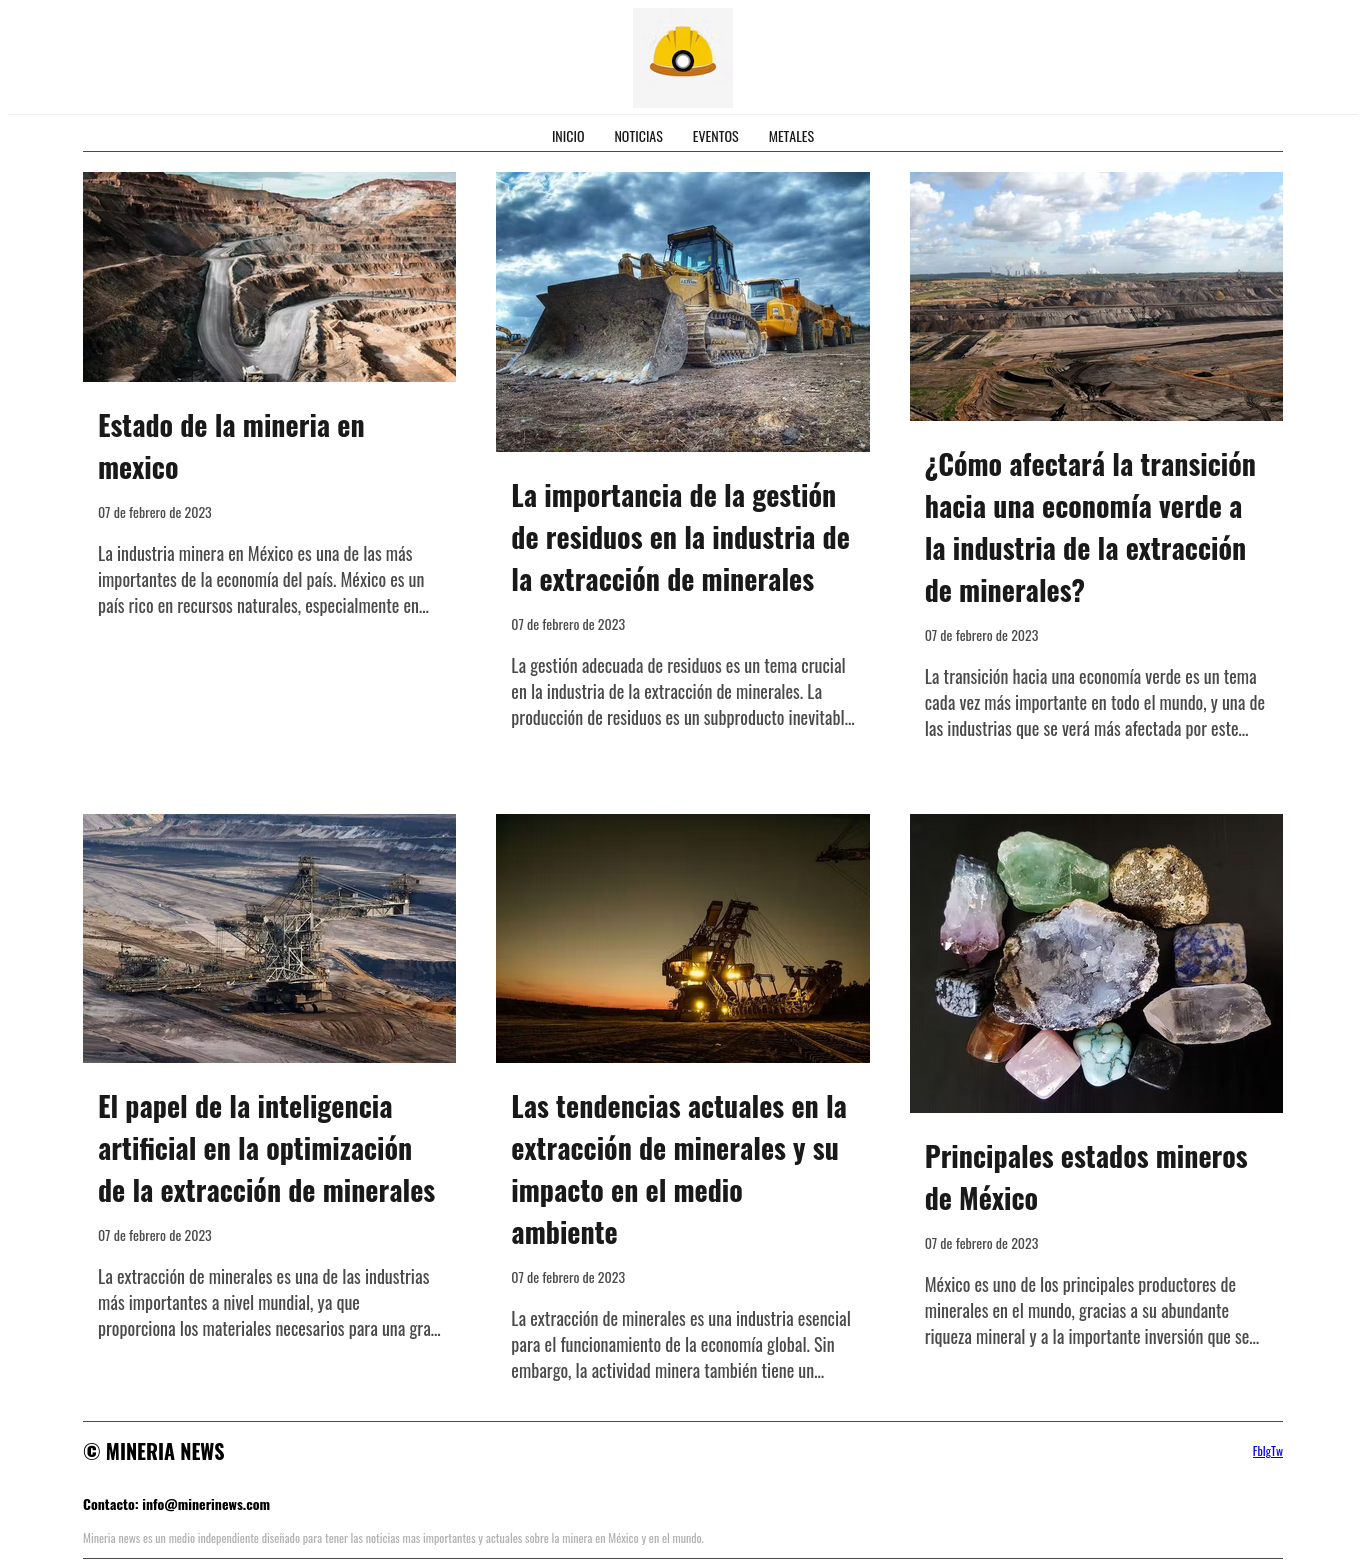 INICIO NOTICIAS EVENTOS METALES
Estado de la mineria en
mexico
07 de febrero de 2023
La industria minera en México es una de las más
importantes de la economía del país. México es un
país rico en recursos naturales, especialmente en...
La importancia de la gestión
de residuos en la industria de
la extracción de minerales
07 de febrero de 2023
La gestión adecuada de residuos es un tema crucial
en la industria de la extracción de minerales. La
producción de residuos es un subproducto inevitabl...
¿Cómo afectará la transición
hacia una economía verde a
la industria de la extracción
de minerales?
07 de febrero de 2023
La transición hacia una economía verde es un tema
cada vez más importante en todo el mundo, y una de
las industrias que se verá más afectada por este...
El papel de la inteligencia
artificial en la optimización
de la extracción de minerales
07 de febrero de 2023
La extracción de minerales es una de las industrias
más importantes a nivel mundial, ya que
proporciona los materiales necesarios para una gra...
Las tendencias actuales en la
extracción de minerales y su
impacto en el medio
ambiente
07 de febrero de 2023
La extracción de minerales es una industria esencial
para el funcionamiento de la economía global. Sin
embargo, la actividad minera también tiene un...
Principales estados mineros
de México
07 de febrero de 2023
México es uno de los principales productores de
minerales en el mundo, gracias a su abundante
riqueza mineral y a la importante inversión que se...
© MINERIA NEWS
FbIgTw
Contacto: info@minerinews.com
Mineria news es un medio independiente diseñado para tener las noticias mas importantes y actuales sobre la minera en México y en el mundo.